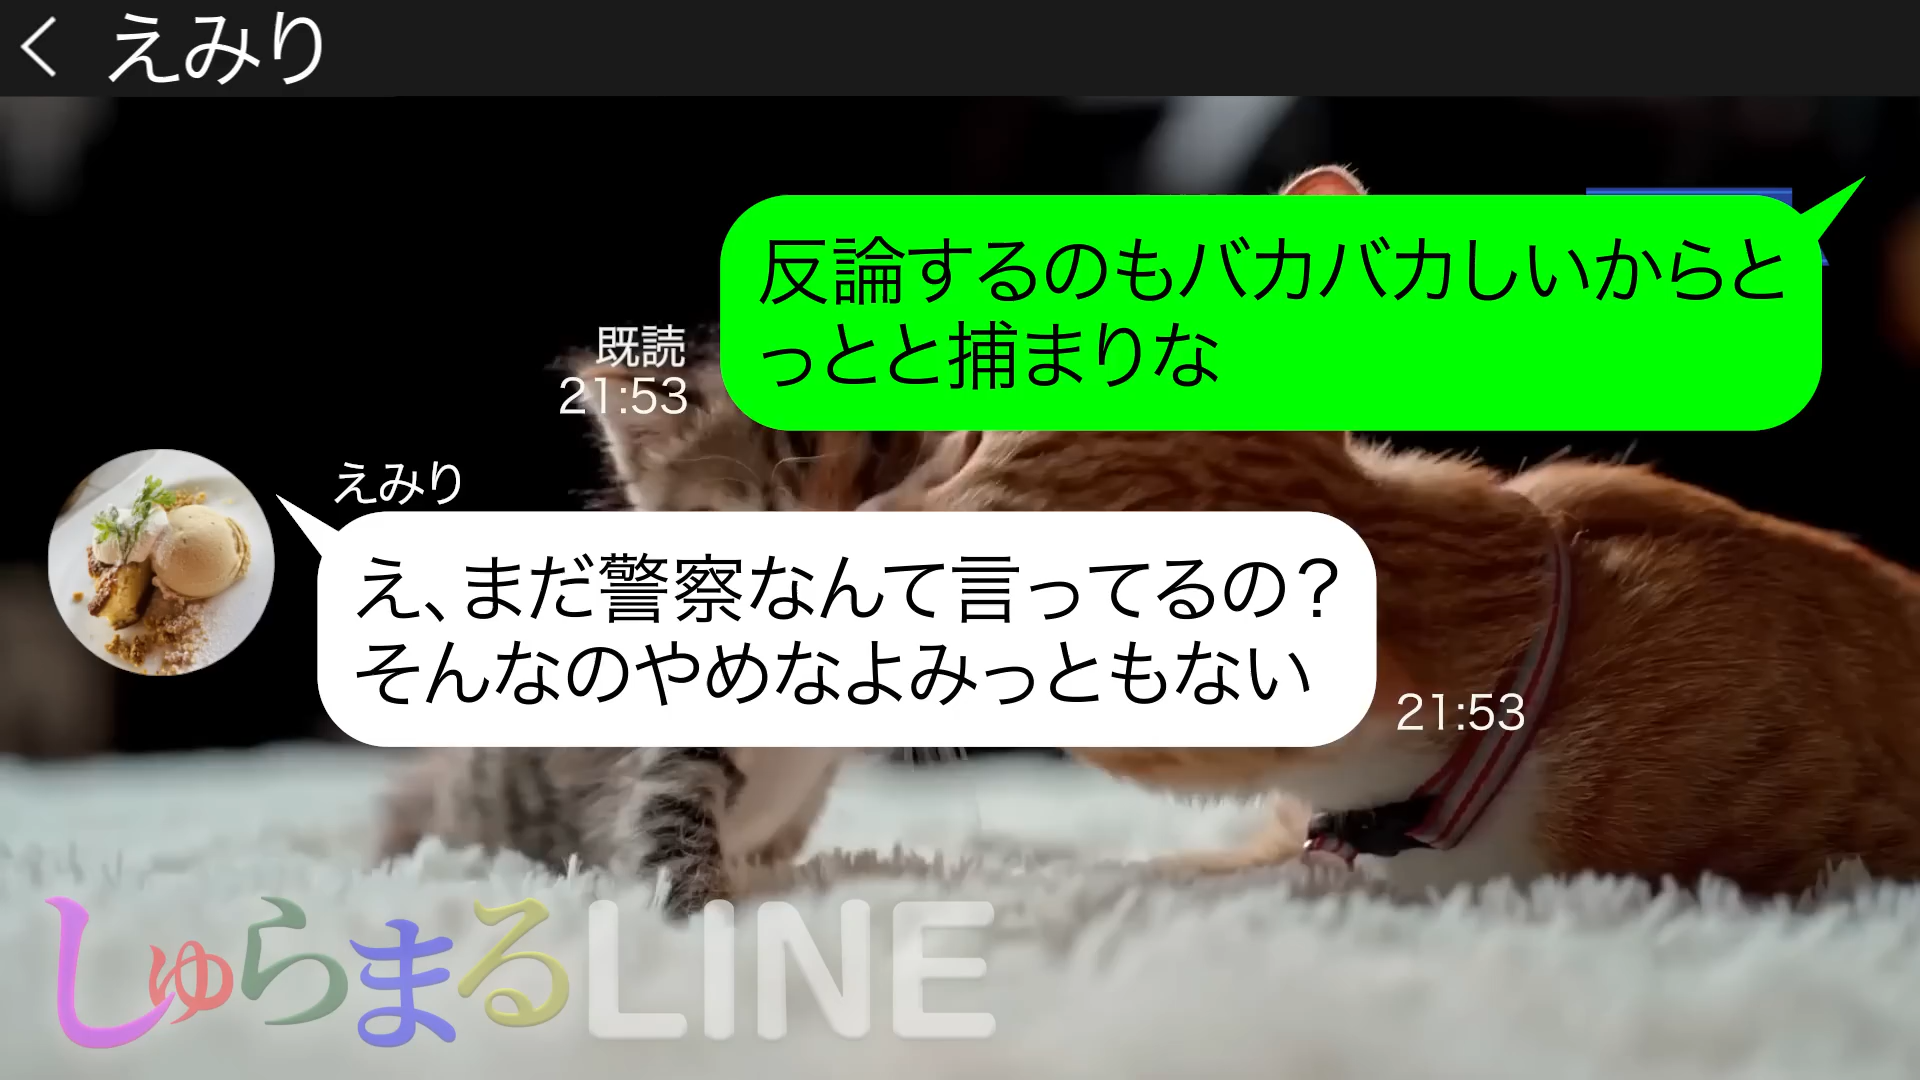 えみり
反論するのもバカバカしいからと
っとと捕まりな
既読
21:53
えみり
え、まだ警察なんて言ってるの？
そんなのやめなよみっともない
21:53
しゅらまるLINE